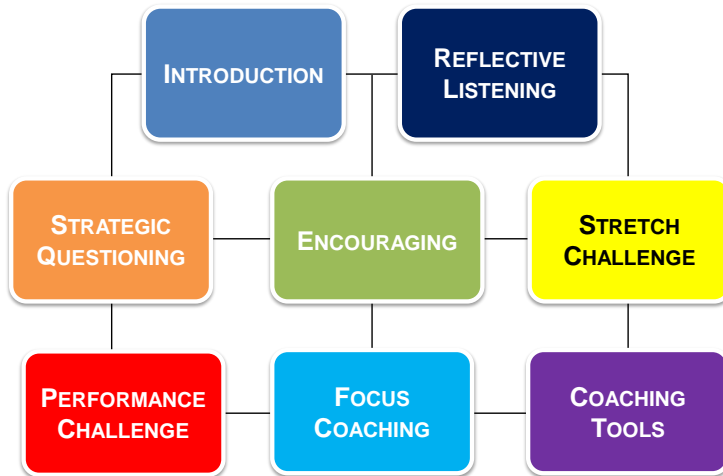 INTRODUCTION
REFLECTIVE
LISTENING
STRATEGIC
QUESTIONING
ENCOURAGING
STRETCH
CHALLENGE
PERFORMANCE
CHALLENGE
FOCUS
COACHING
COACHING
TOOLS